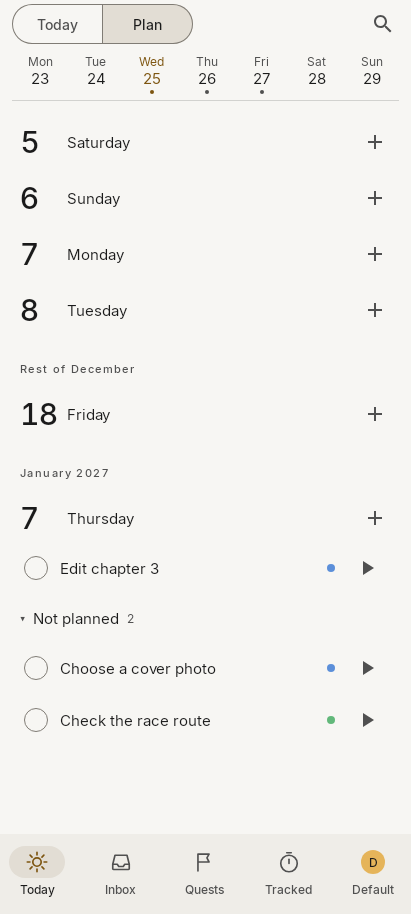 Today Plan
Mon Tue Wed Thu Fri Sat Sun
23 24 25 26 27 28 29
5 Saturday
6 Sunday
7 Monday
8 Tuesday
Rest of December
18 Friday
January 2027
7 Thursday
Edit chapter 3
Not planned 2
Choose a cover photo
Check the race route
D
Today Inbox Quests Tracked Default